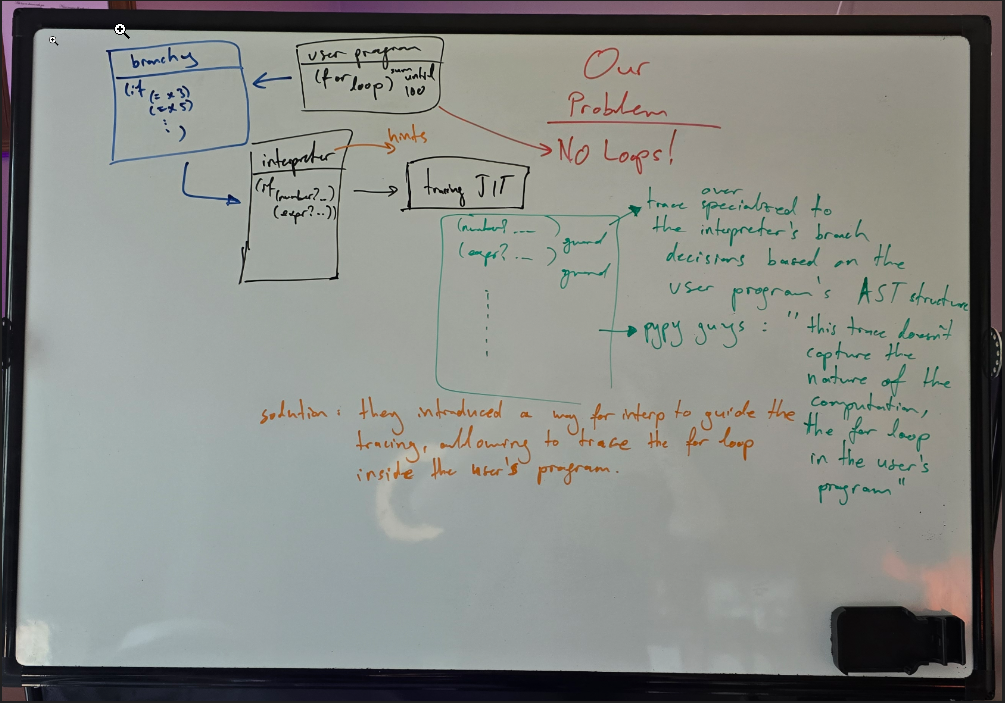 branchy
(if (= x 3)
(= x 5)
⋮ )
user program
(for loop) sum until 100
Our
Problem
No Loops!
hints
intepreter
(if (number? ..)
(expr? ...))
tracing JIT
(number? ... ) guard
(expr? ... ) guard
trace over specialized to
the intepreter's branch
decisions based on the
user program's AST structure
pypy guys : "this trace doesn't
capture the
nature of the
computation,
the for loop
in the user's
program"
solution: they introduced a way for interp to guide the
tracing, allowing to trace the for loop
inside the user's program.